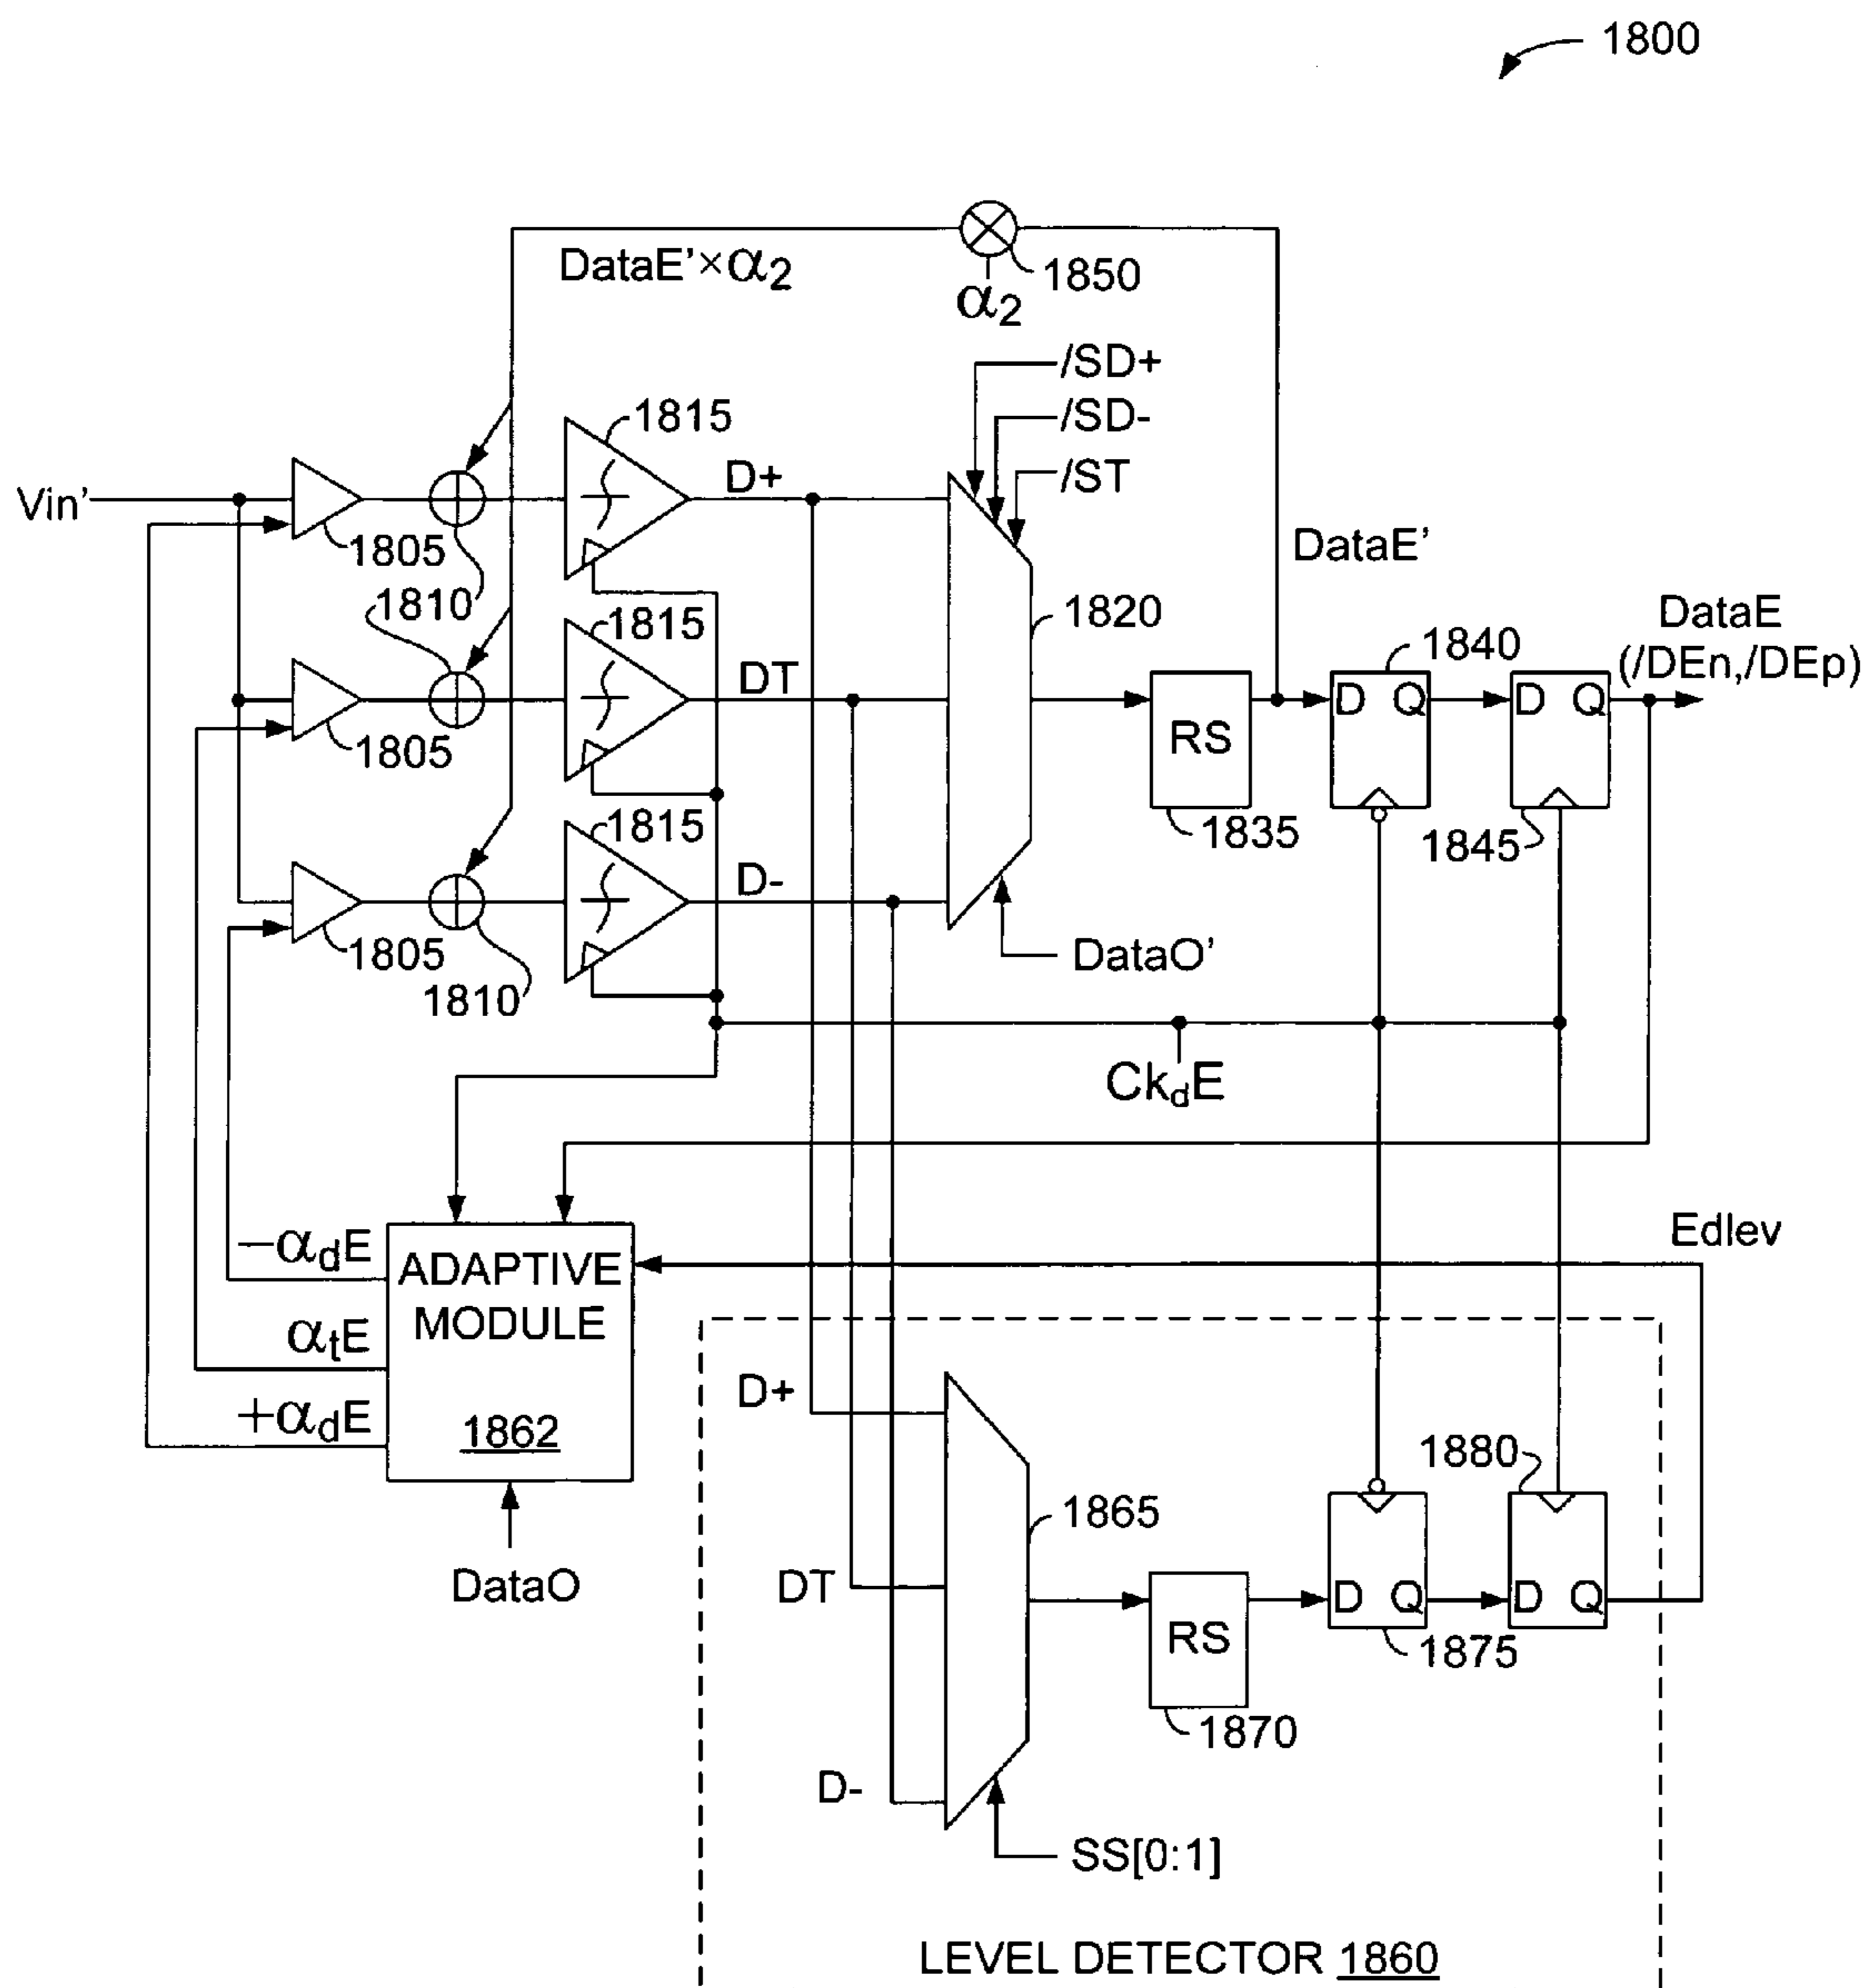 1800
DataE'×α2
1850
α2
/SD+
/SD-
/ST
1815
D+
Vin'
1805
DataE'
1810
1815
1820
DataE
(/DEn,/DEp)
1840
DT
D Q
D Q
RS
1805
1815
1835
1845
D-
1805
DataO'
1810
CkdE
Edlev
−αdE
ADAPTIVE
MODULE
αtE
+αdE
1862
D+
1880
1865
DataO
DT
D Q
D Q
RS
1875
1870
D-
SS[0:1]
LEVEL DETECTOR 1860